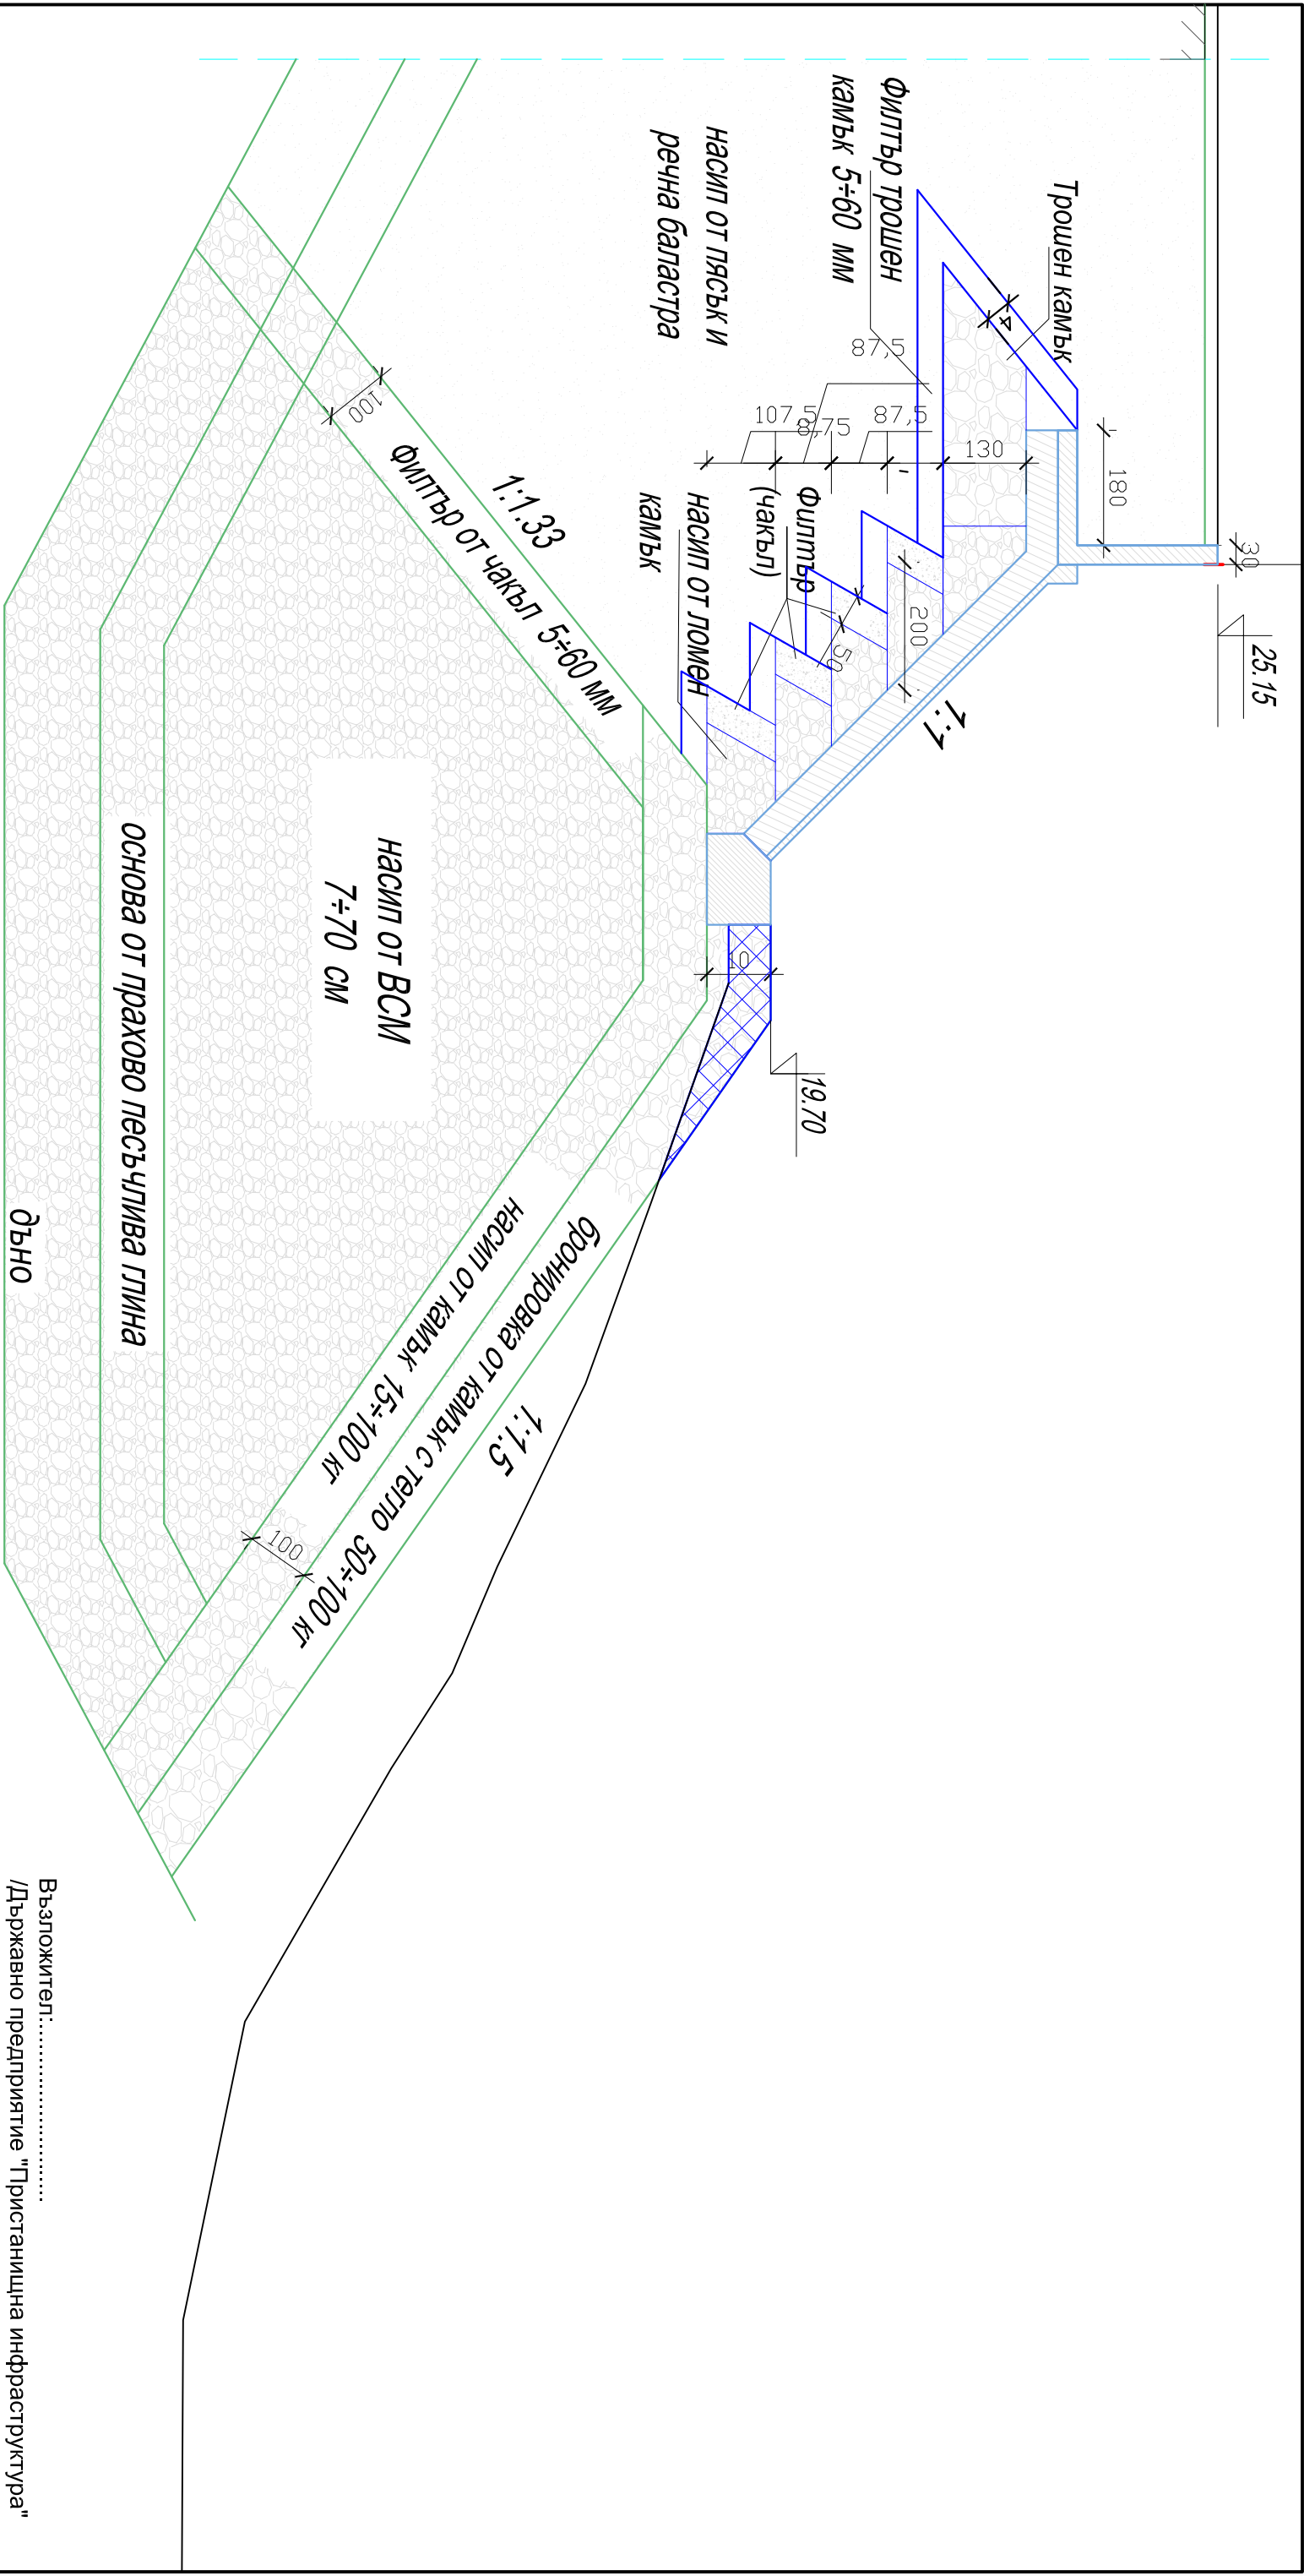 30
25.15
180
Трошен камък
4
130
1:1
Филтър трошен
камък 5÷60 мм
87,5
87,5
8,75
107,5
200
50
Филтър
(чакъл)
насип от пясък и
речна баластра
насип от ломен
камък
19.70
10
1:1.33
филтър от чакъл 5÷60 мм
100
насип от ВСМ
7÷70 см
насип от камък 15÷100 кг
бронировка от камък с тегло 50÷100 кг
1:1.5
100
основа от прахово песъчлива глина
дъно
Възложител:........................
/Държавно предприятие "Пристанищна инфраструктура"